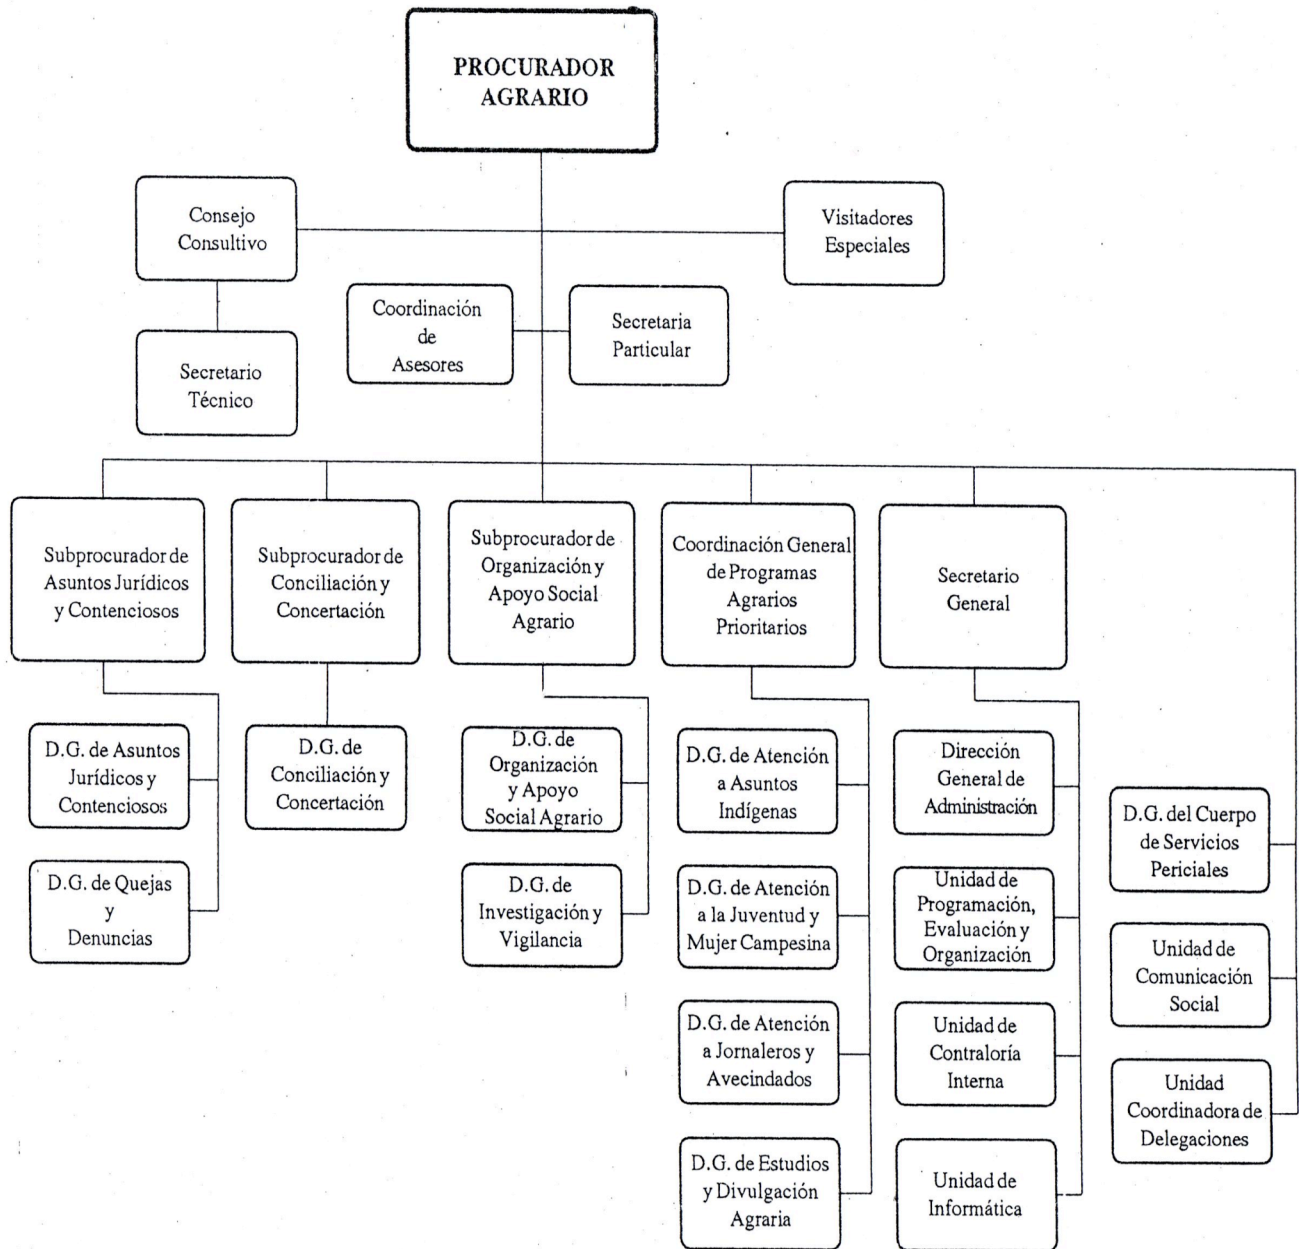 PROCURADOR
AGRARIO
Consejo
Consultivo
Visitadores
Especiales
Coordinación
de
Asesores
Secretaria
Particular
Secretario
Técnico
Subprocurador de
Asuntos Jurídicos
y Contenciosos
Subprocurador de
Conciliación y
Concertación
Subprocurador de
Organización y
Apoyo Social
Agrario
Coordinación General
de Programas
Agrarios
Prioritarios
Secretario
General
D.G. de Asuntos
Jurídicos y
Contenciosos
D.G. de Quejas
y
Denuncias
D.G. de
Conciliación y
Concertación
D.G. de
Organización
y Apoyo
Social Agrario
D.G. de
Investigación y
Vigilancia
D.G. de Atención
a Asuntos
Indígenas
D.G. de Atención
a la Juventud y
Mujer Campesina
D.G. de Atención
a Jornaleros y
Avecindados
D.G. de Estudios
y Divulgación
Agraria
Dirección
General de
Administración
Unidad de
Programación,
Evaluación y
Organización
Unidad de
Contraloría
Interna
Unidad de
Informática
D.G. del Cuerpo
de Servicios
Periciales
Unidad de
Comunicación
Social
Unidad
Coordinadora de
Delegaciones